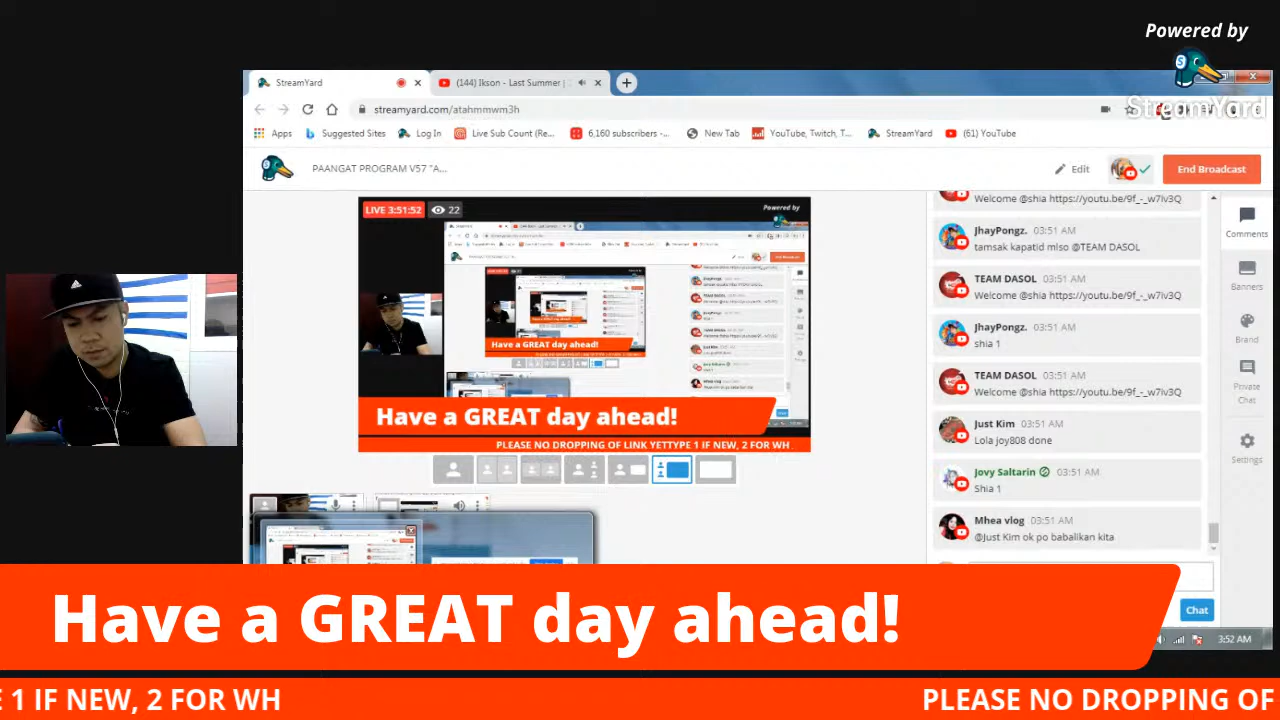 Powered by
StreamYard
StreamYard
(144) Ikson - Last Summer |
streamyard.com/atahmmwm3h
Apps
Suggested Sites
Log In
Live Sub Count (Re...
6,160 subscribers -...
New Tab
YouTube, Twitch, T...
StreamYard
(61) YouTube
PAANGAT PROGRAM V57 "A...
Edit
End Broadcast
LIVE 3:51:52
22
Powered by
Have a GREAT day ahead!
Have a GREAT day ahead!
PLEASE NO DROPPING OF LINK YETTYPE 1 IF NEW, 2 FOR WH
Welcome @shia https://youtu.be/9f_-_w7iv3Q
JhayPongz. 03:51 AM
tamsak kapatid mlso @TEAM DASOL
TEAM DASOL 03:51 AM
Welcome @shia https://youtu.be/9f_-_w7iv3Q
JhayPongz. 03:51 AM
shia 1
TEAM DASOL 03:51 AM
Welcome @shia https://youtu.be/9f_-_w7iv3Q
Just Kim 03:51 AM
Lola joy808 done
Jovy Saltarin 03:51 AM
Shia 1
Mhea vlog 03:51 AM
@Just Kim ok po babalikan kita
Comments
Banners
Brand
Private
Chat
Settings
Chat
3:52 AM
Have a GREAT day ahead!
E 1 IF NEW, 2 FOR WH
PLEASE NO DROPPING OF